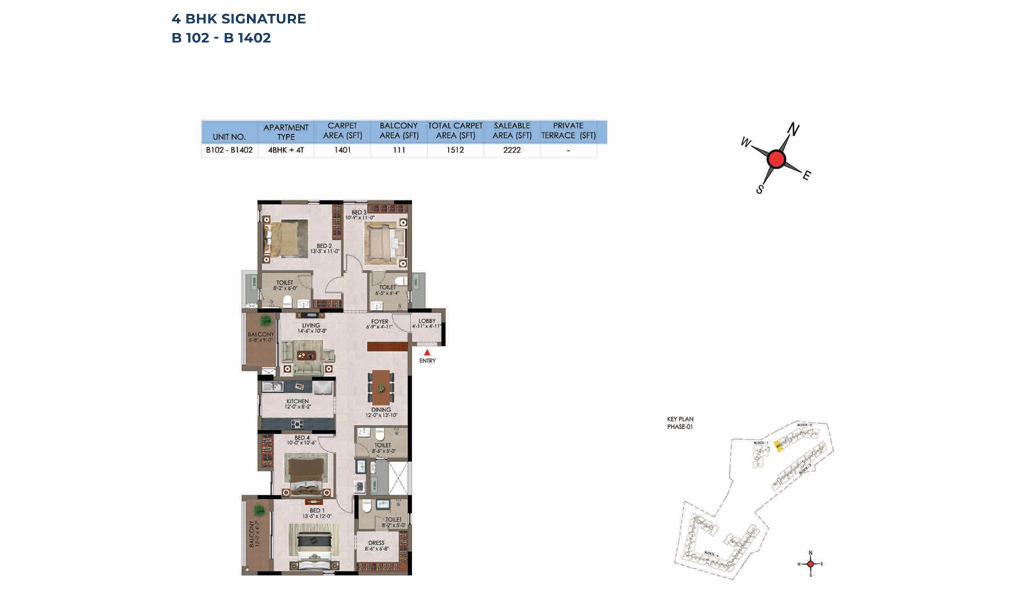 4 BHK SIGNATURE
B 102 - B 1402
UNIT NO. APARTMENT TYPE CARPET AREA (SFT) BALCONY AREA (SFT) TOTAL CARPET AREA (SFT) SALEABLE AREA (SFT) PRIVATE TERRACE (SFT)
B102 - B1402 4BHK + 4T 1401 111 1512 2222 -
N
W
E
S
BED 3
10'-9" x 11'-0"
BED 2
13'-3" x 11'-0"
TOILET
8'-2" x 6'-0"
TOILET
6'-5" x 6'-4"
LIVING
14'-6" x 10'-8"
FOYER
6'-9" x 4'-11"
LOBBY
4'-11" x 4'-11"
BALCONY
5'-8" x 9'-0"
ENTRY
KITCHEN
12'-0" x 8'-2"
DINING
12'-0" x 13'-10"
BED 4
10'-0" x 10'-6"
TOILET
8'-6" x 5'-0"
BED 1
13'-5" x 12'-0"
TOILET
8'-2" x 5'-0"
BALCONY
DRESS
8'-6" x 6'-8"
KEY PLAN
PHASE-01
BLOCK - 1
BLOCK - 2
BLOCK - 3
BLOCK - 4
N
W
E
S